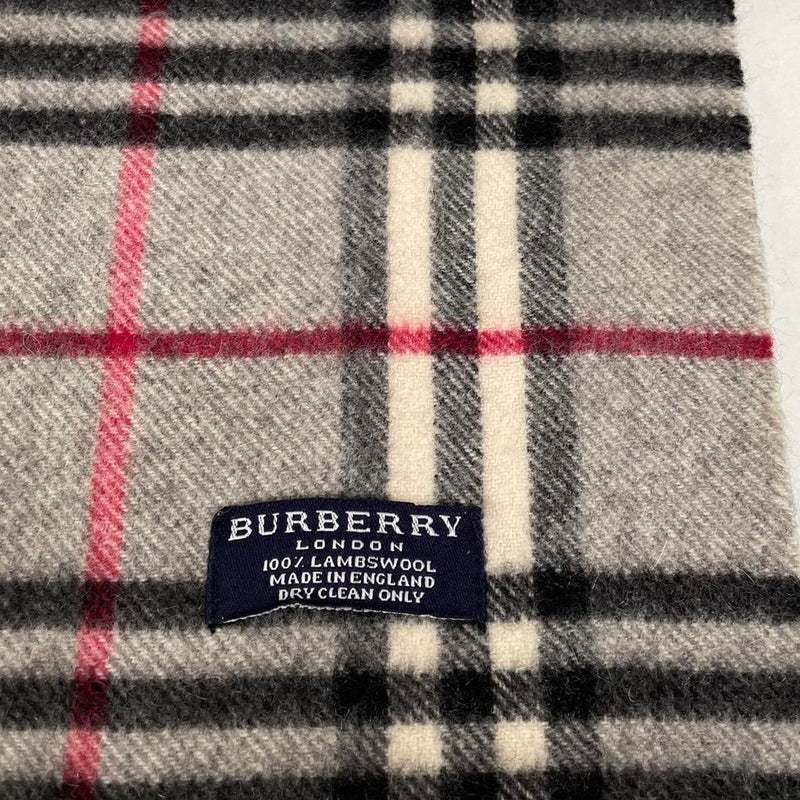 BURBERRY
LONDON
100% LAMBSWOOL
MADE IN ENGLAND
DRY CLEAN ONLY